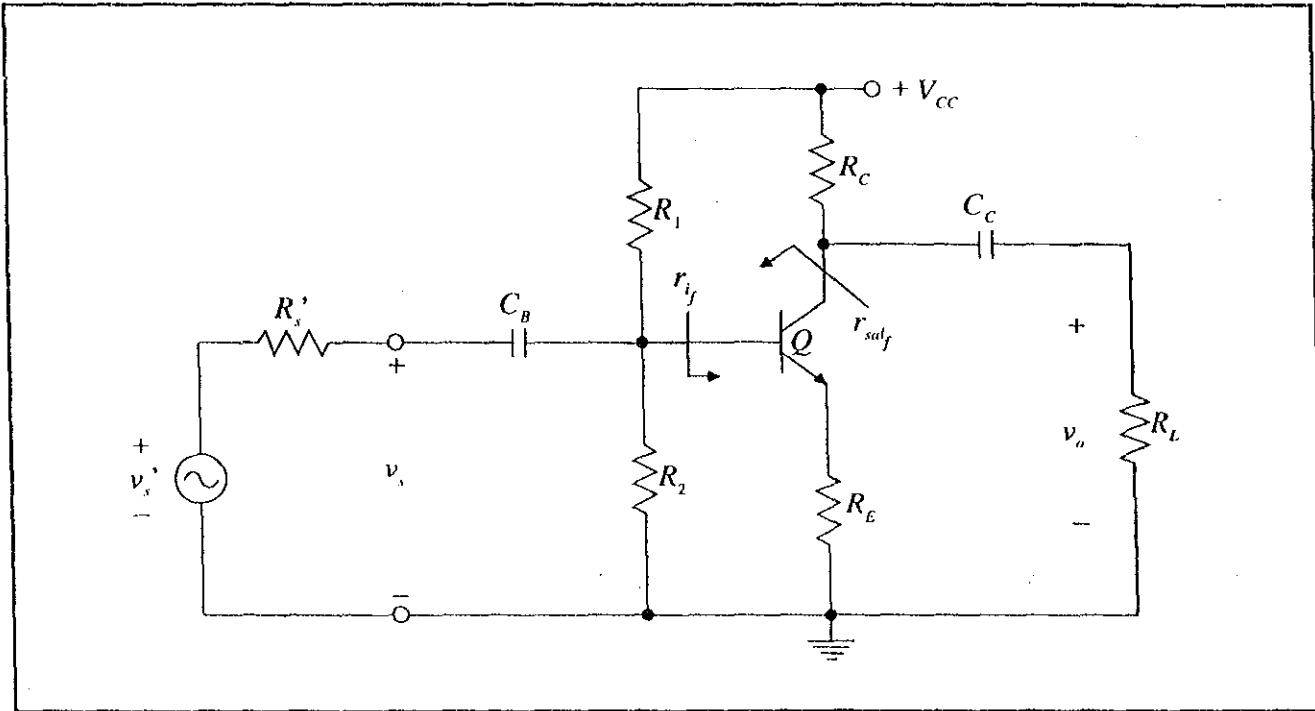 + V_CC
R_C
C_C
R_1
r_i_f
C_B
R_s'
r_sat_f
Q
+
+
+
v_s'
−
v_s
R_2
R_E
v_o
R_L
−
−